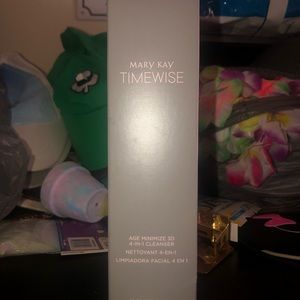 MARY KAY
TIMEWISE
AGE MINIMIZE 3D
4-IN-1 CLEANSER
NETTOYANT 4-EN-1
LIMPIADORA FACIAL 4 EN 1